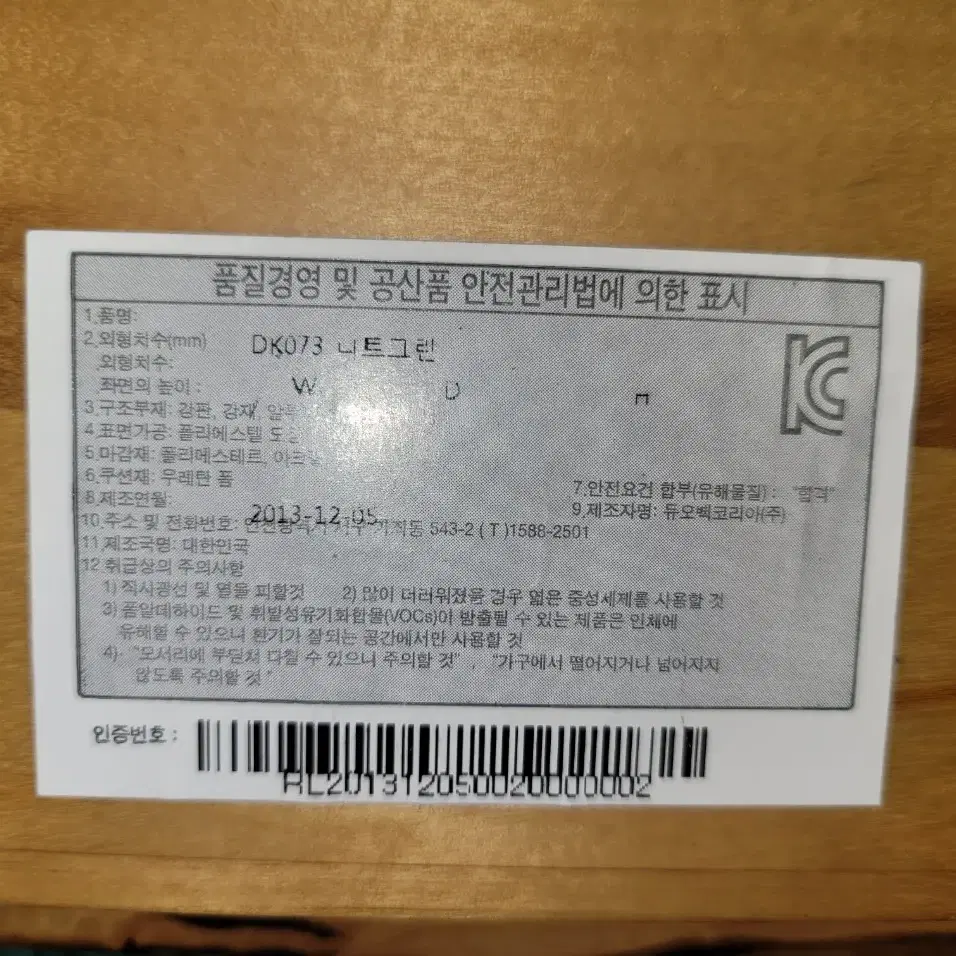 품질경영 및 공산품 안전관리법에 의한 표시
1.품명:
2.외형치수(mm) DK073 니트그린
외형치수:
좌면의 높이 : W D H
3.구조부재: 강판, 강재,
4.표면가공: 폴리에스텔
5.마감재: 폴리에스테르,
6.쿠션재: 우레탄 폼
7.안전요건 합부(유해물질) : "합격"
8.제조연월: 2013-12-05
9.제조자명: 듀오백코리아(주)
10.주소 및 전화번호: 543-2 ( T )1588-2501
11.제조국명: 대한민국
12 취급상의 주의사항
1) 직사광선 및 열을 피할것 2) 많이 더러워졌을 경우 엷은 중성세제를 사용할 것
3) 폼알데하이드 및 휘발성유기화합물(VOCs)이 방출될 수 있는 제품은 인체에
유해할 수 있으니 환기가 잘되는 공간에서만 사용할 것
4) "모서리에 부딪쳐 다칠 수 있으니 주의할 것" , "가구에서 떨어지거나 넘어지지
않도록 주의할 것"
인증번호 :
RL201312050020000002